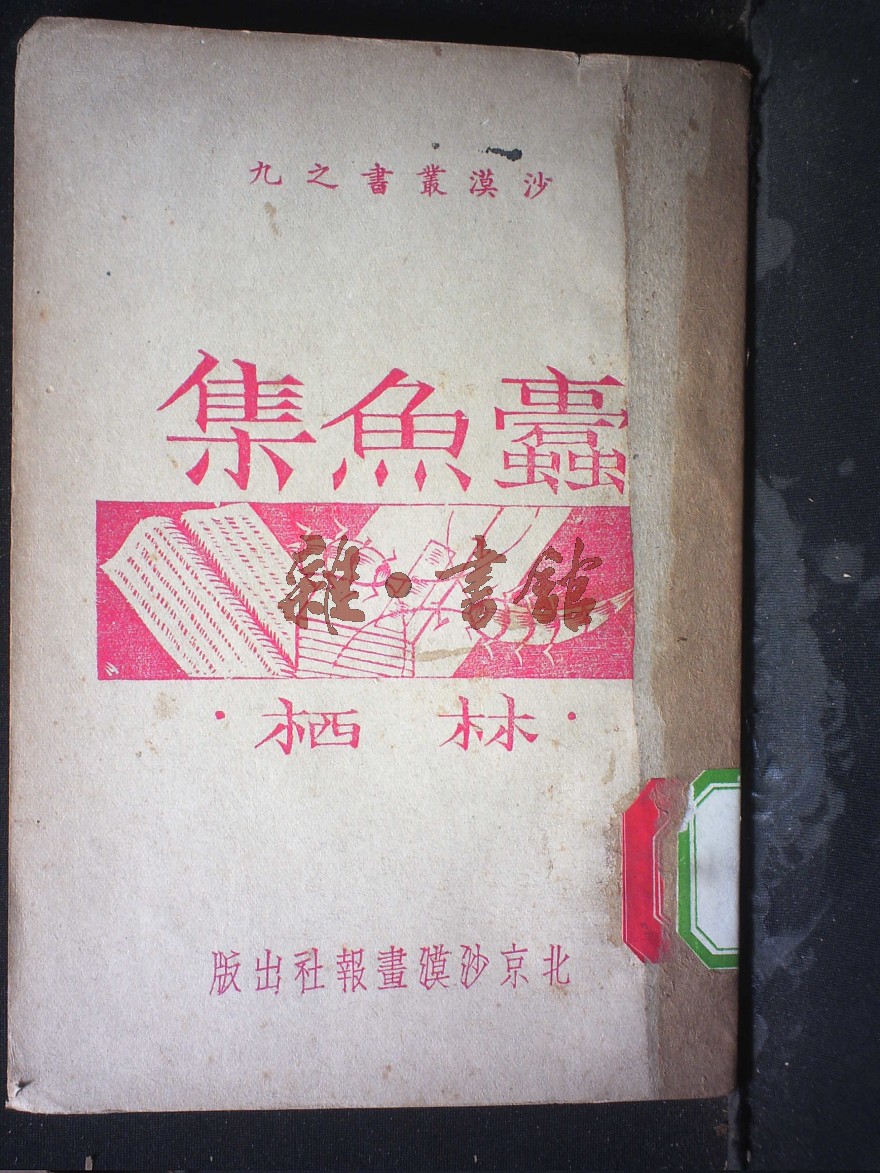 沙漠叢書之九
蠹魚集
雜·書館
·林栖·
北京沙漠畫報社出版